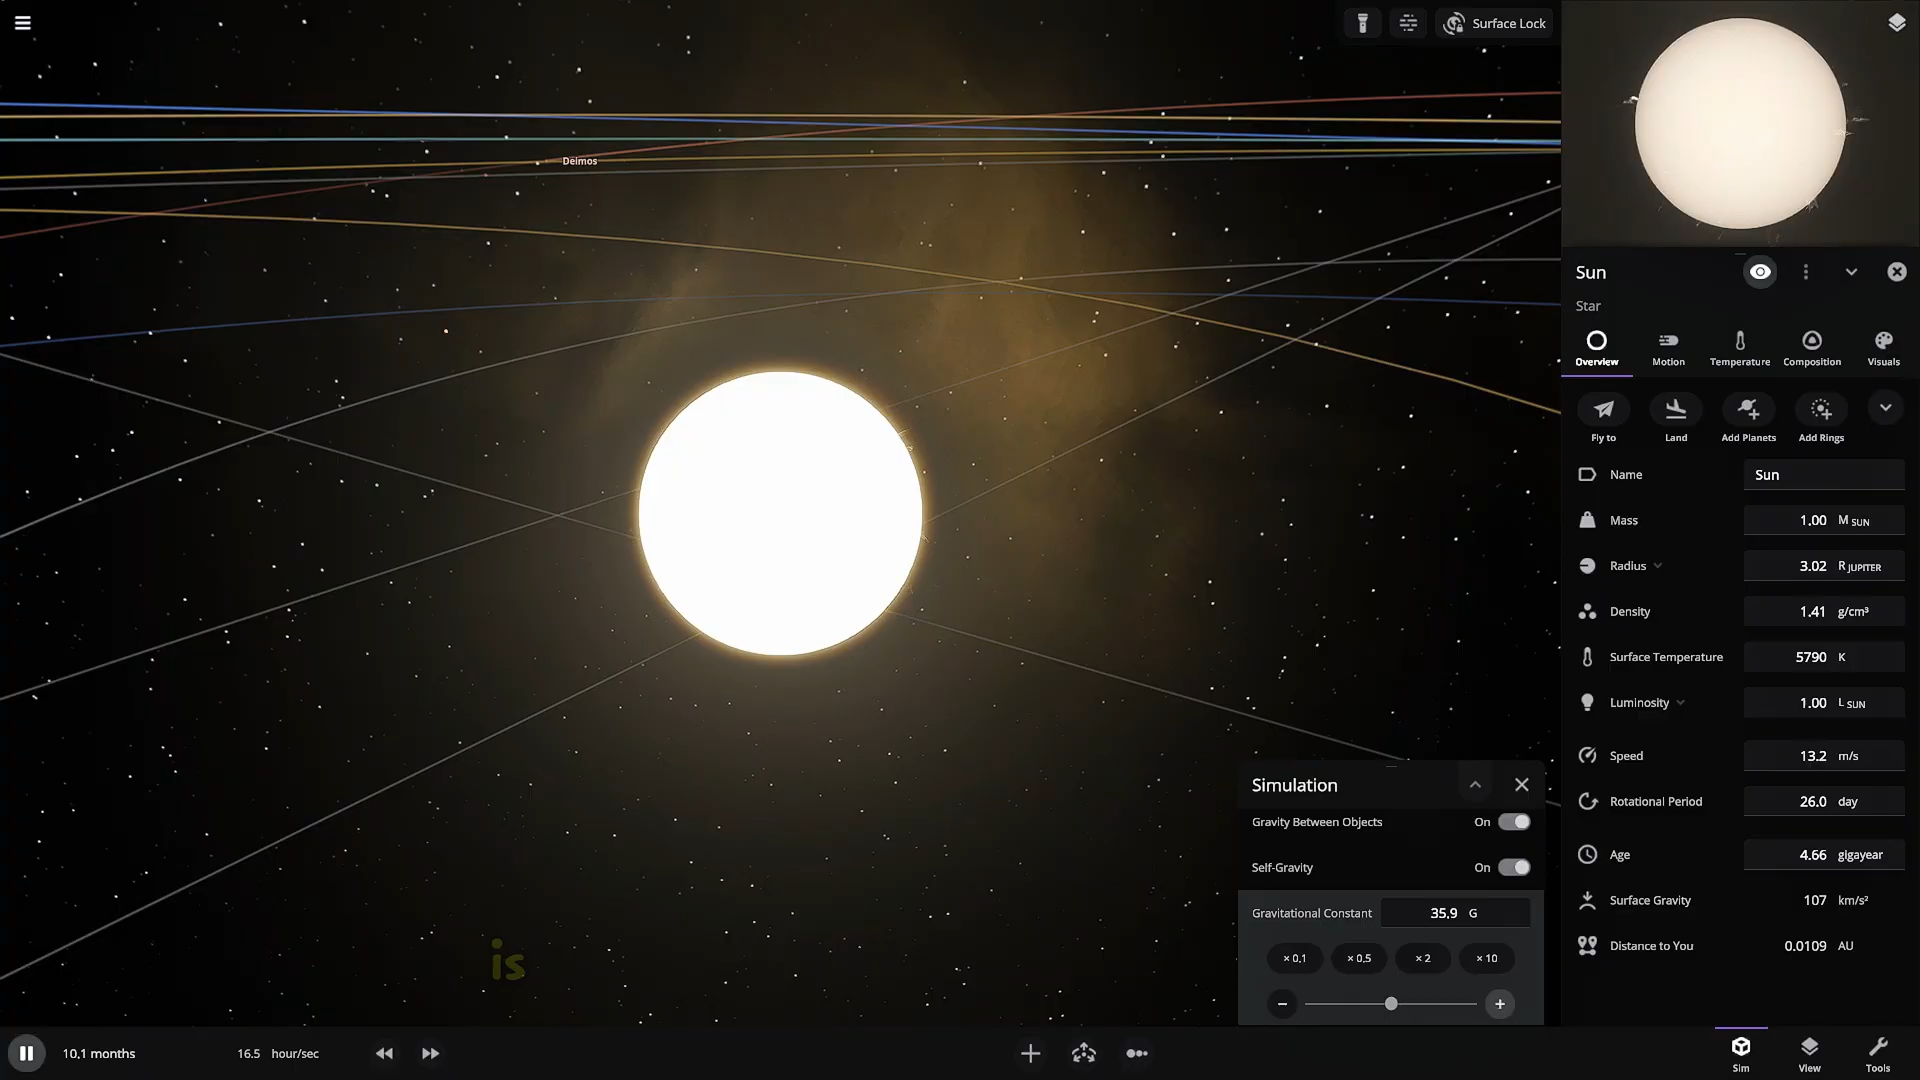 Surface Lock
Deimos
Sun
Star
Overview
Motion
Temperature
Composition
Visuals
Fly to
Land
Add Planets
Add Rings
Name Sun
Mass 1.00 M SUN
Radius 3.02 R JUPITER
Density 1.41 g/cm³
Surface Temperature 5790 K
Luminosity 1.00 L SUN
Speed 13.2 m/s
Rotational Period 26.0 day
Age 4.66 gigayear
Surface Gravity 107 km/s²
Distance to You 0.0109 AU
Simulation
Gravity Between Objects On
Self-Gravity On
Gravitational Constant 35.9 G
× 0.1 × 0.5 × 2 × 10
is
10.1 months 16.5 hour/sec
Sim View Tools